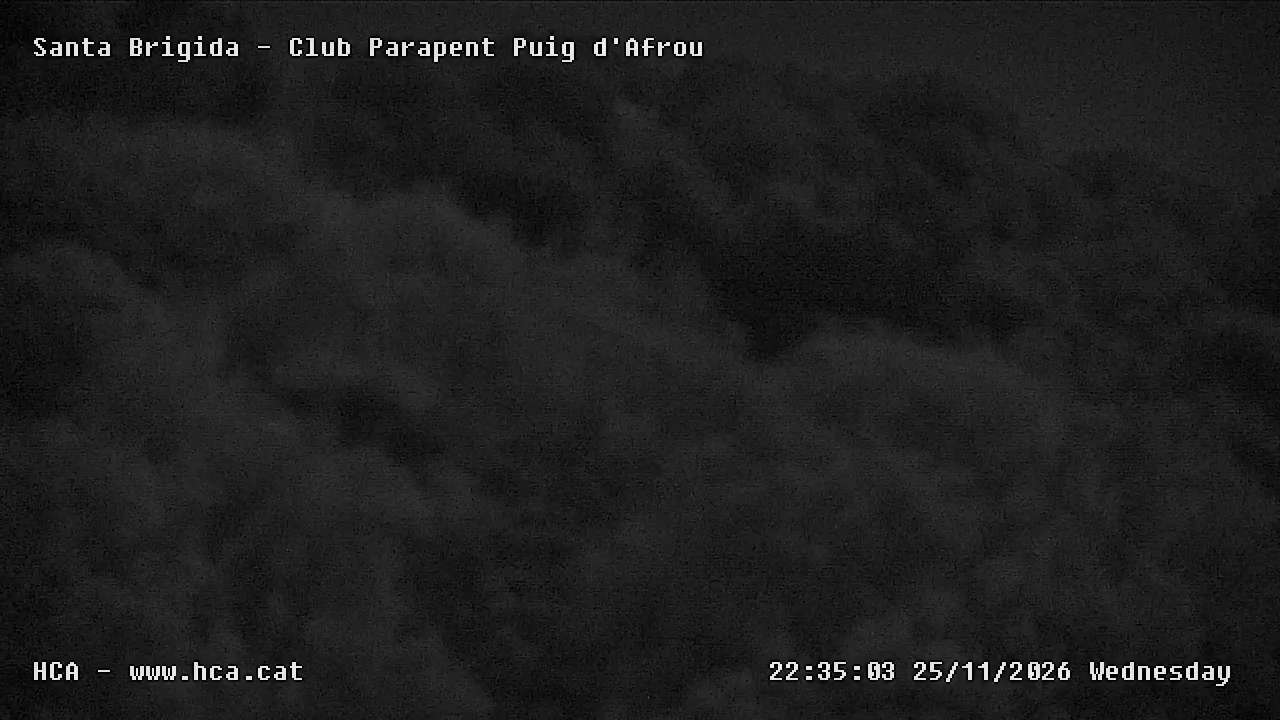 Santa Brigida - Club Parapent Puig d'Afrou
HCA - www.hca.cat
22:35:03 25/11/2026 Wednesday